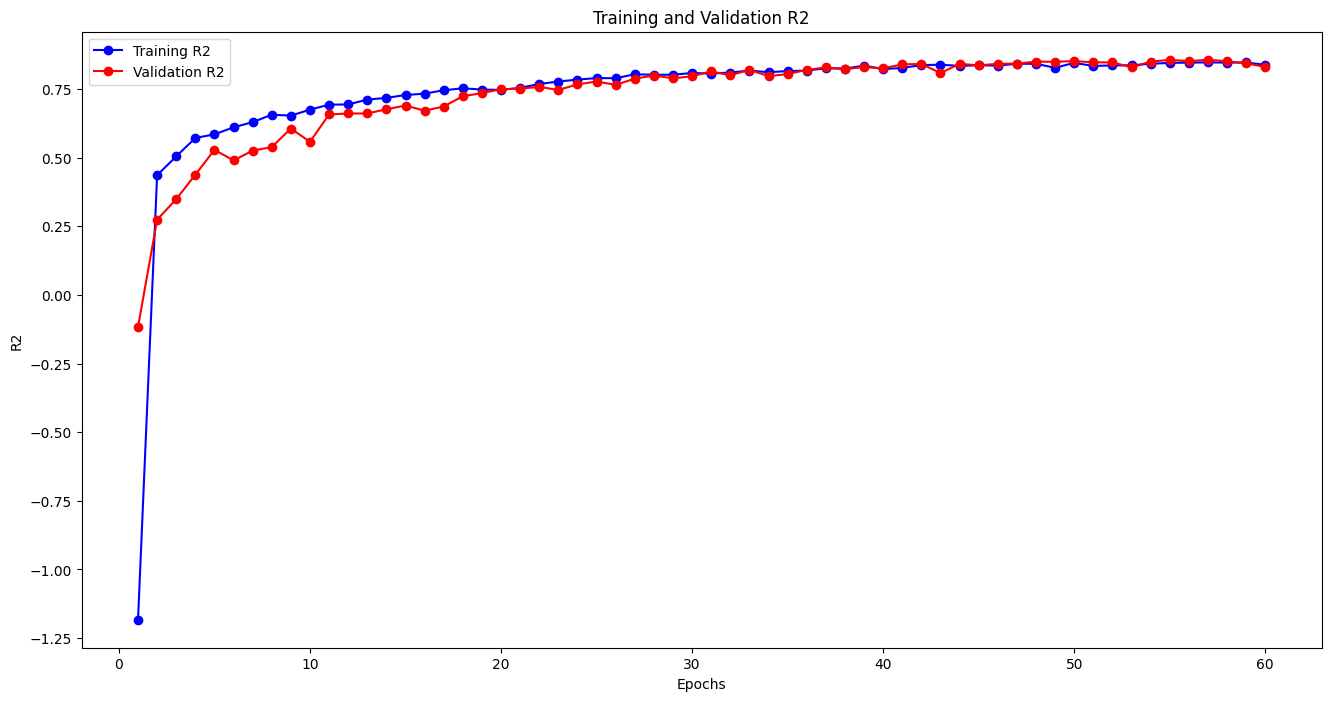 Training and Validation R2
Training R2
Validation R2
0.75
0.50
0.25
0.00
−0.25
−0.50
−0.75
−1.00
−1.25
R2
0 10 20 30 40 50 60
Epochs